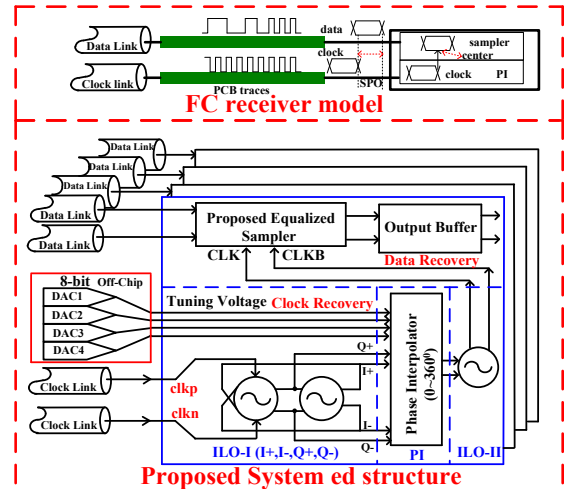 Data Link
data
sampler
center
clock
Clock link
clock
PI
PCB traces
SPO
FC receiver model
Data Link
Data Link
Data Link
Data Link
Data Link
Proposed Equalized
Sampler
Output Buffer
CLK
CLKB
Data Recovery
8-bit
Off-Chip
DAC1
DAC2
DAC3
DAC4
Tuning Voltage
Clock Recovery
Q+
I+
Phase Interpolator
(0~360⁰)
Clock Link
clkp
Clock Link
clkn
I-
Q-
ILO-I (I+,I-,Q+,Q-)
PI
ILO-II
Proposed System ed structure